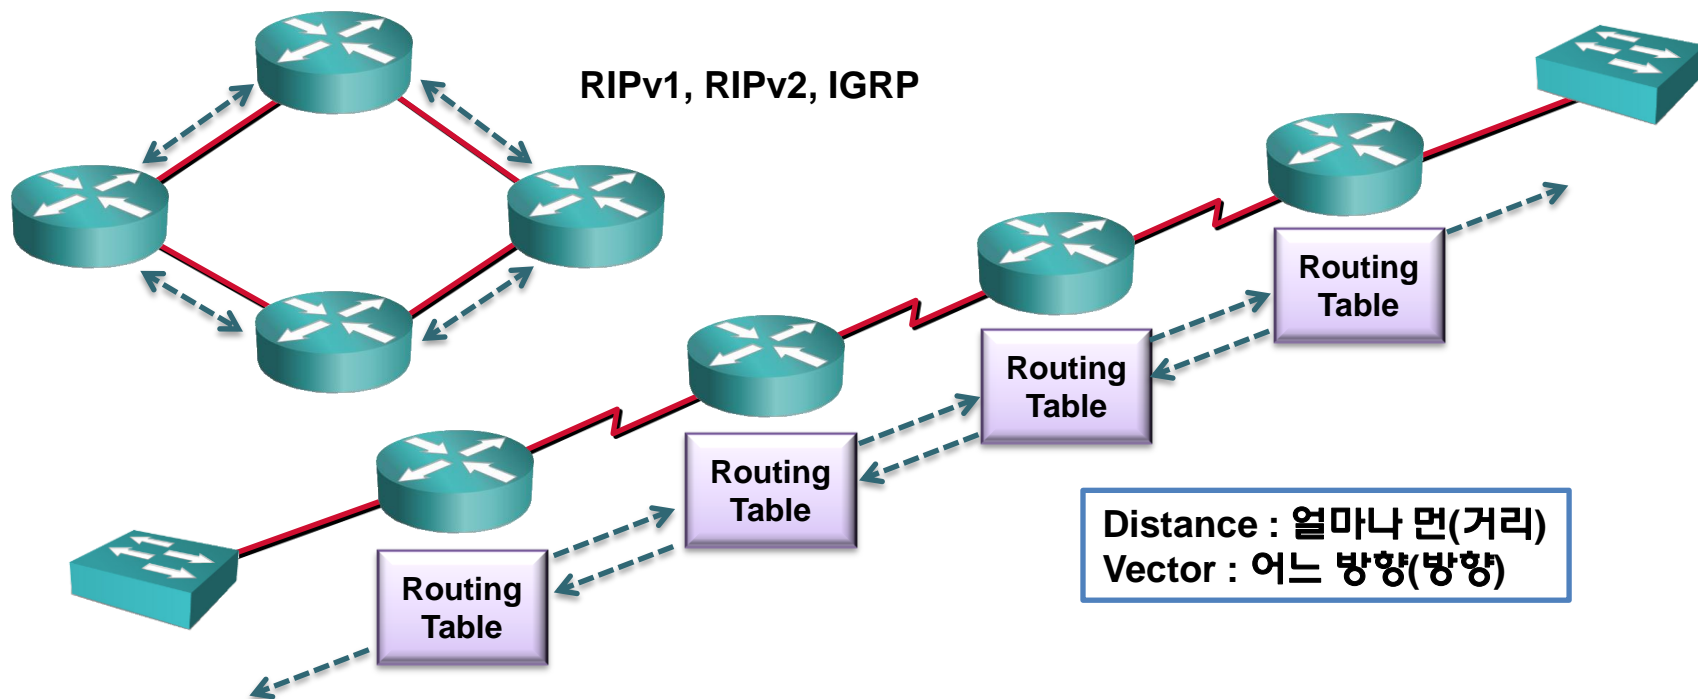 RIPv1, RIPv2, IGRP
Routing
Table
Routing
Table
Routing
Table
Routing
Table
Distance : 얼마나 먼(거리)
Vector : 어느 방향(방향)